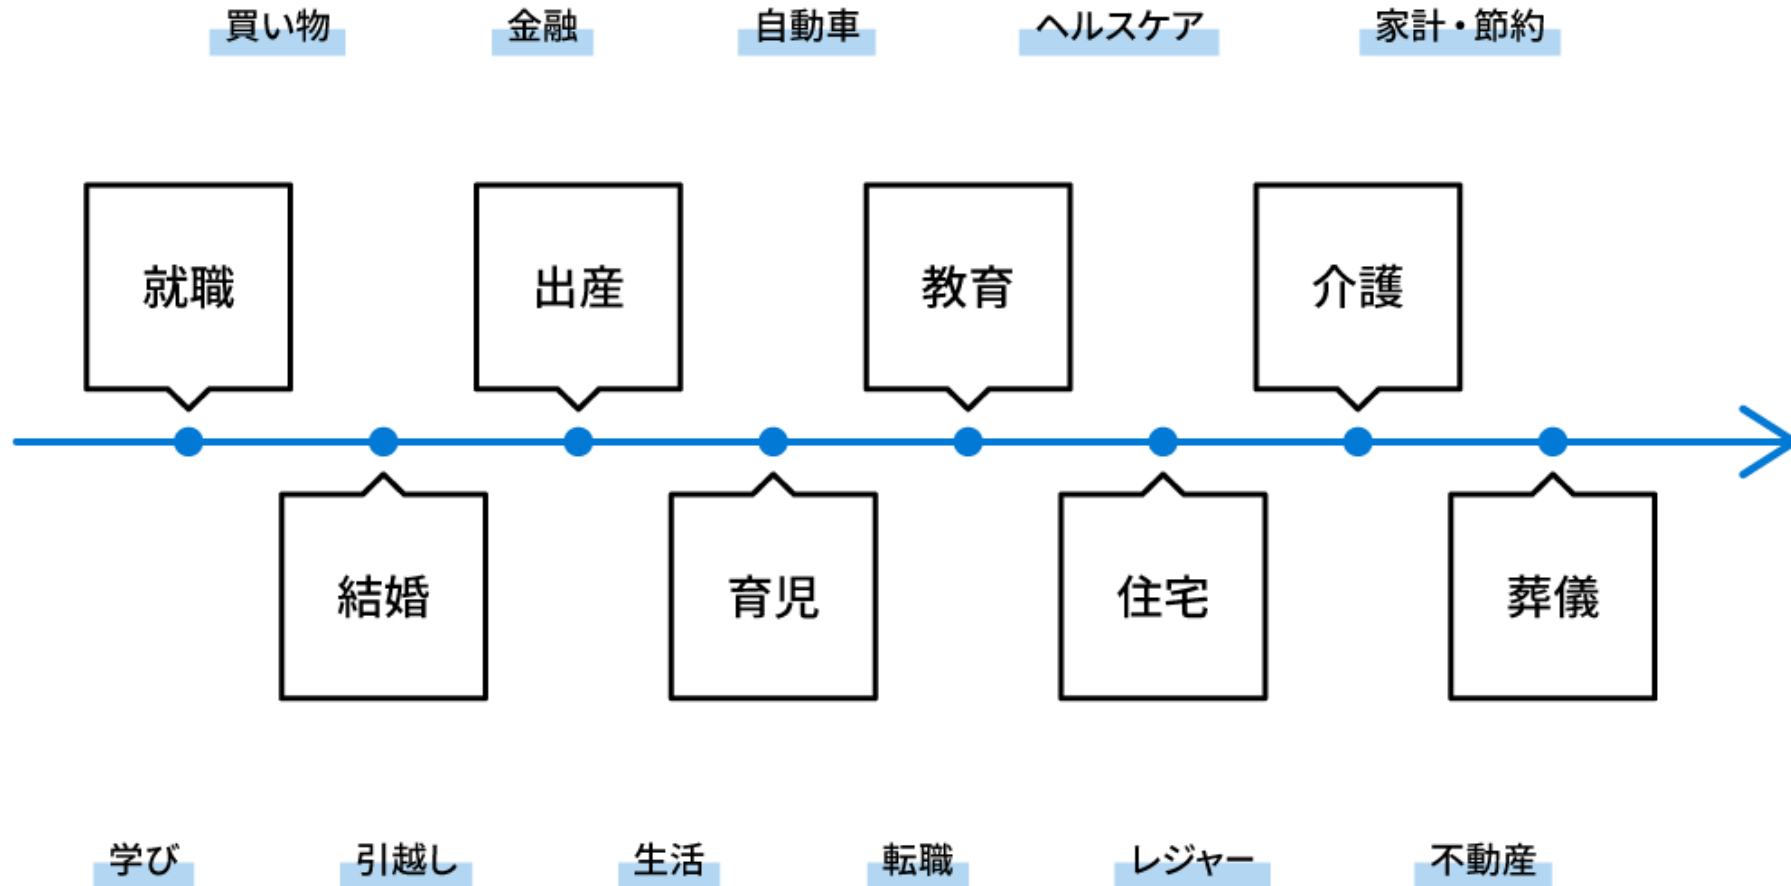 買い物
金融
自動車
ヘルスケア
家計・節約
就職
出産
教育
介護
結婚
育児
住宅
葬儀
学び
引越し
生活
転職
レジャー
不動産